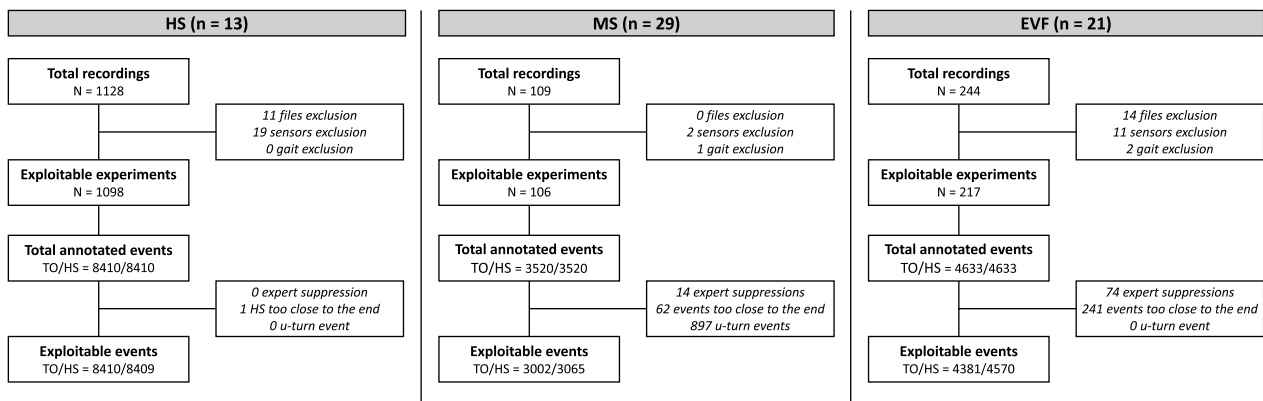 HS (n = 13)
Total recordings
N = 1128
11 files exclusion
19 sensors exclusion
0 gait exclusion
Exploitable experiments
N = 1098
Total annotated events
TO/HS = 8410/8410
0 expert suppression
1 HS too close to the end
0 u-turn event
Exploitable events
TO/HS = 8410/8409
MS (n = 29)
Total recordings
N = 109
0 files exclusion
2 sensors exclusion
1 gait exclusion
Exploitable experiments
N = 106
Total annotated events
TO/HS = 3520/3520
14 expert suppressions
62 events too close to the end
897 u-turn events
Exploitable events
TO/HS = 3002/3065
EVF (n = 21)
Total recordings
N = 244
14 files exclusion
11 sensors exclusion
2 gait exclusion
Exploitable experiments
N = 217
Total annotated events
TO/HS = 4633/4633
74 expert suppressions
241 events too close to the end
0 u-turn event
Exploitable events
TO/HS = 4381/4570